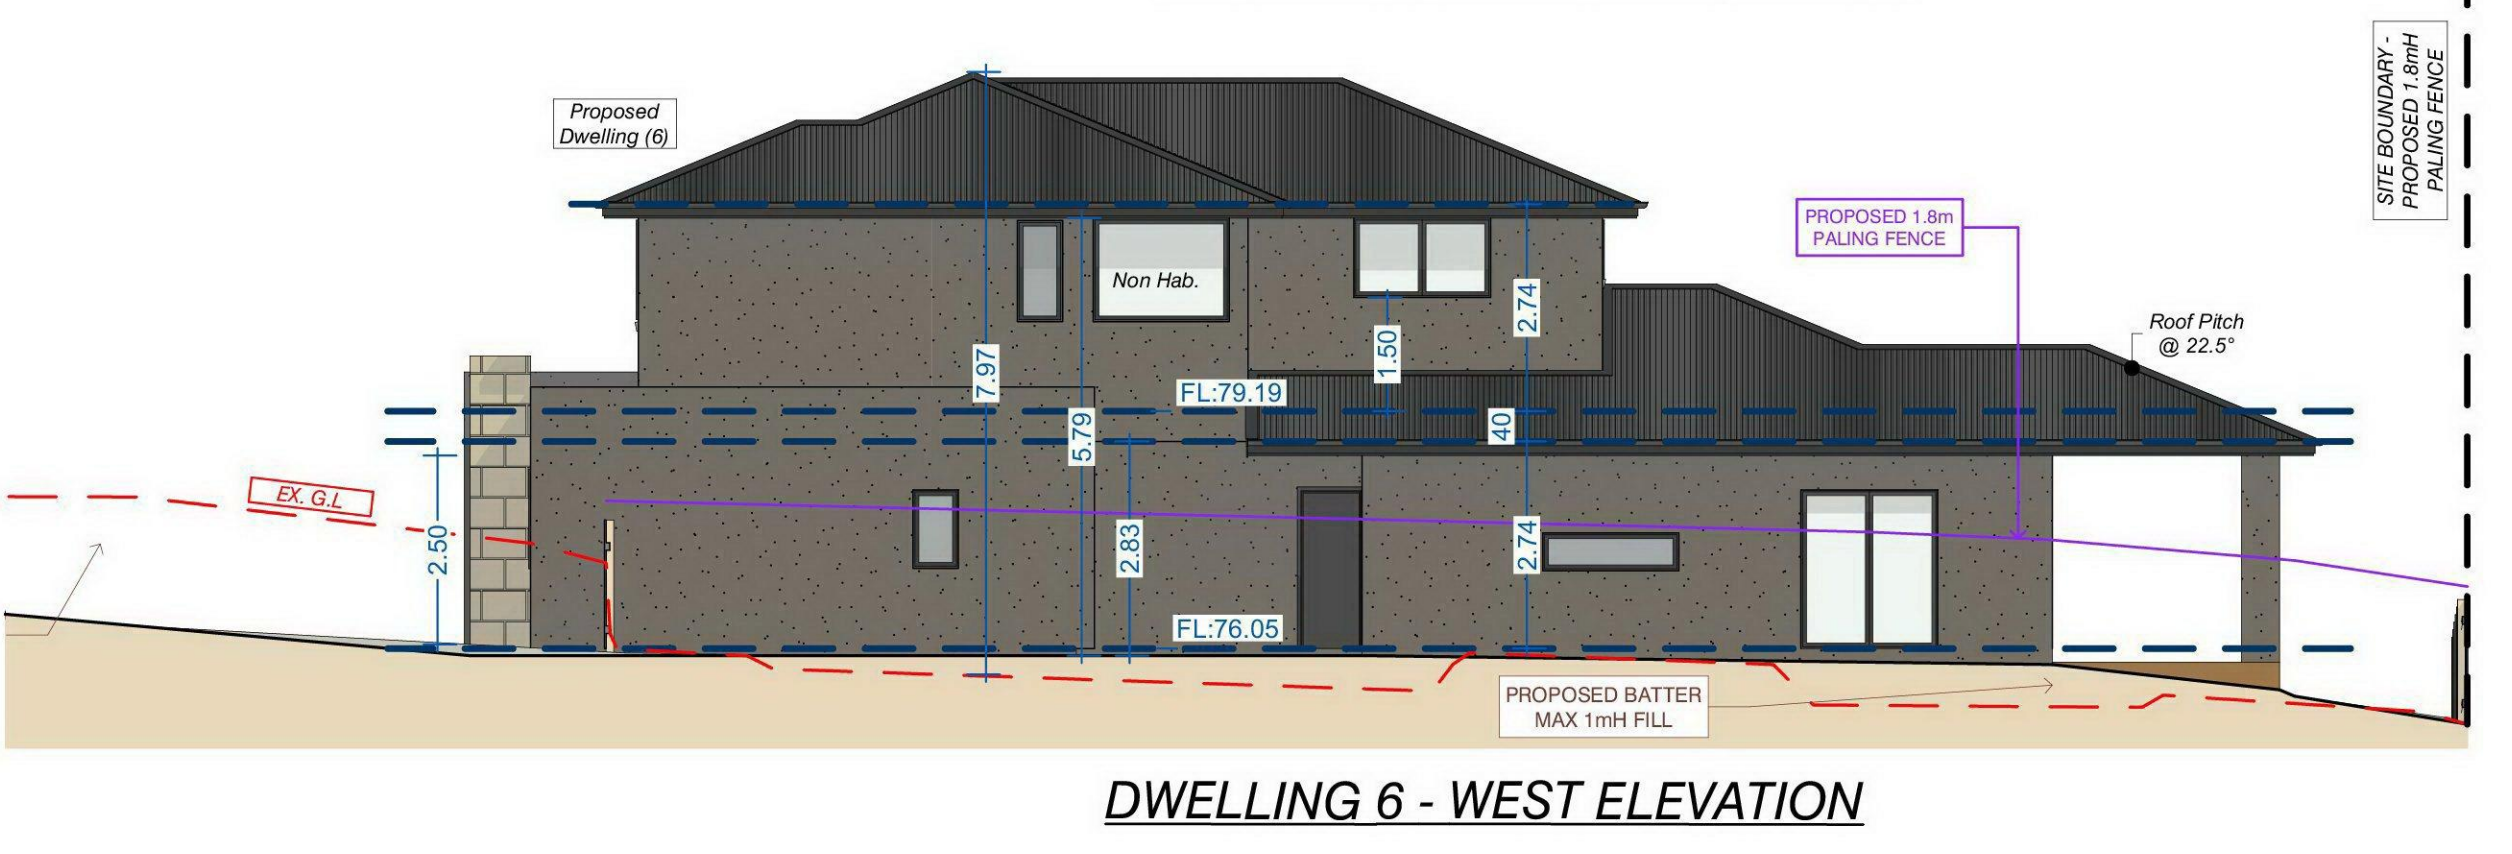 SITE BOUNDARY -
PROPOSED 1.8mH
PALING FENCE
Proposed
Dwelling (6)
PROPOSED 1.8m
PALING FENCE
Non Hab.
2.74
Roof Pitch
@ 22.5°
1.50
7.97
FL:79.19
40
5.79
EX. G.L
2.50
2.83
2.74
FL:76.05
PROPOSED BATTER
MAX 1mH FILL
DWELLING 6 - WEST ELEVATION